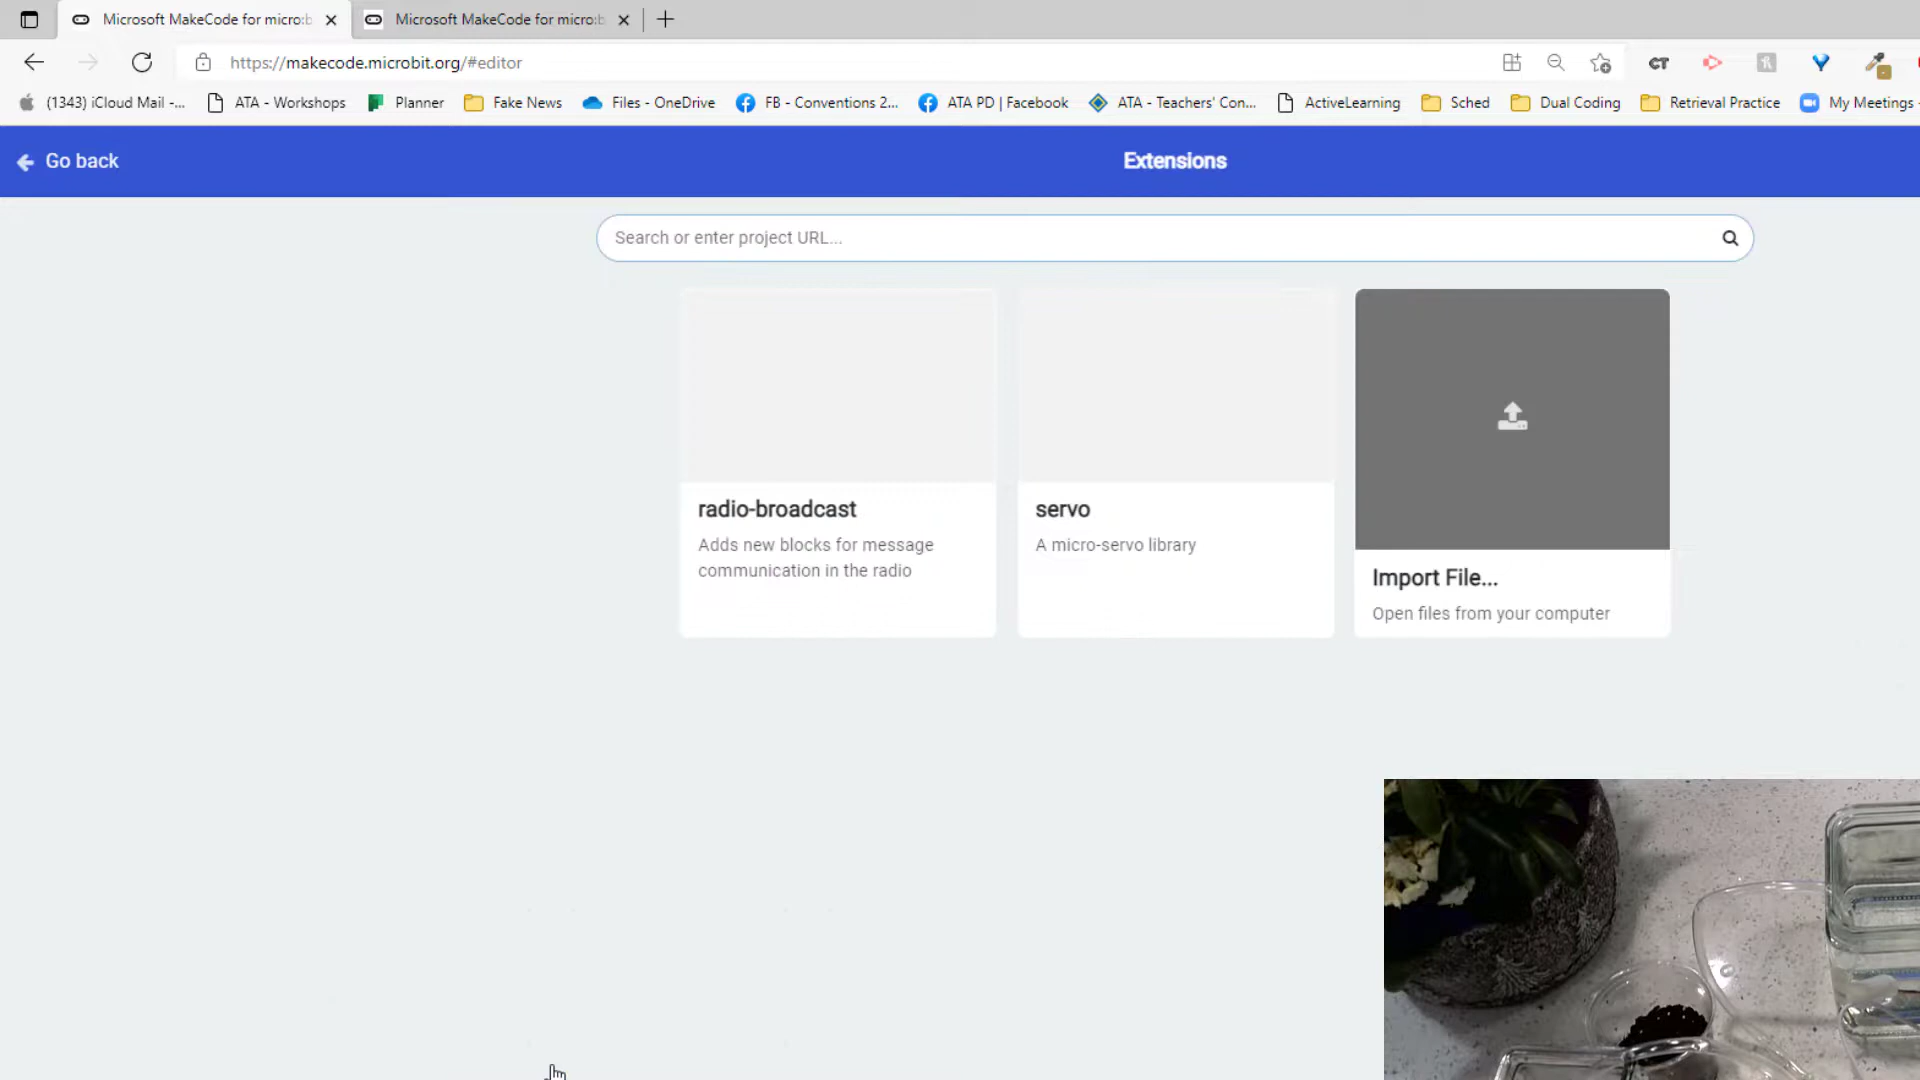 Microsoft MakeCode for micro:b
Microsoft MakeCode for micro:b
https://makecode.microbit.org/#editor
CT
(1343) iCloud Mail -... ATA - Workshops Planner Fake News Files - OneDrive FB - Conventions 2... ATA PD | Facebook ATA - Teachers' Con... ActiveLearning Sched Dual Coding Retrieval Practice My Meetings -
Go back
Extensions
Search or enter project URL...
radio-broadcast
Adds new blocks for message
communication in the radio
servo
A micro-servo library
Import File...
Open files from your computer